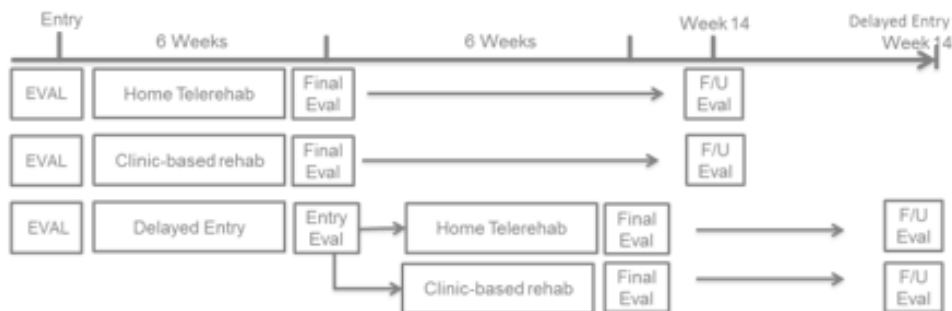 Entry
6 Weeks
6 Weeks
Week 14
Delayed Entry
Week 14
EVAL
Home Telerehab
Final
Eval
F/U
Eval
EVAL
Clinic-based rehab
Final
Eval
F/U
Eval
EVAL
Delayed Entry
Entry
Eval
Home Telerehab
Final
Eval
F/U
Eval
Clinic-based rehab
Final
Eval
F/U
Eval